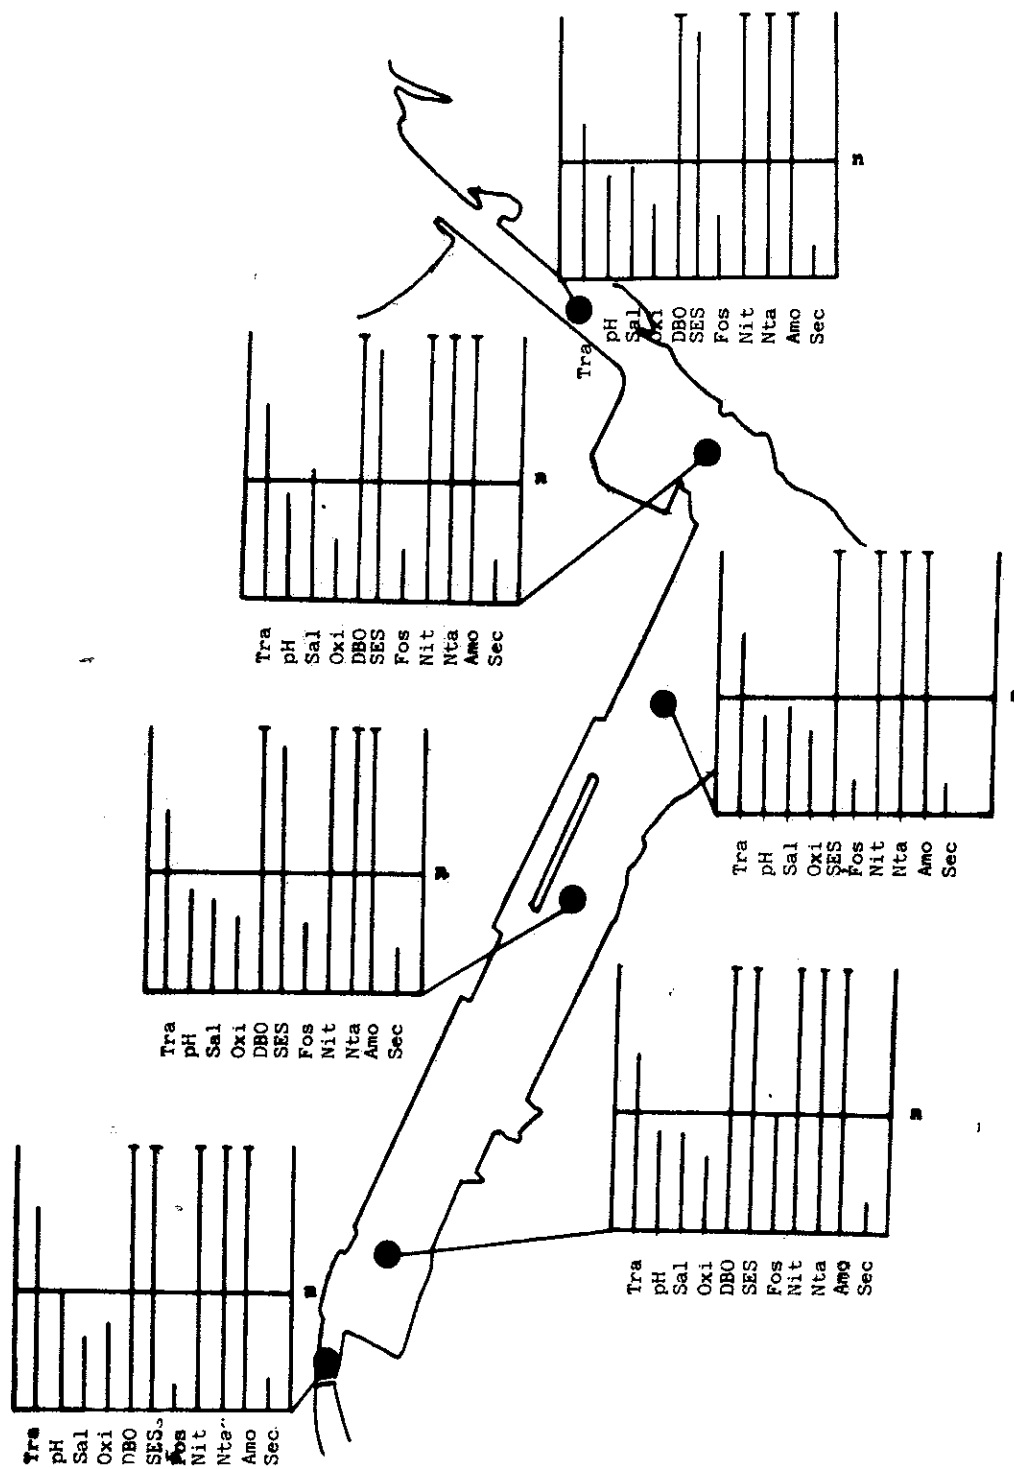 Tra
pH
Sal
Oxi
DBO
SES
Fos
Nit
Nta
Amo
Sec
n
Tra
pH
Sal
Oxi
DBO
SES
Fos
Nit
Nta
Amo
Sec
n
Tra
pH
Sal
Oxi
DBO
SES
Fos
Nit
Nta
Amo
Sec
n
Tra
pH
Sal
Oxi
SES
Fos
Nit
Nta
Amo
Sec
n
Tra
pH
Sal
Oxi
DBO
SES
Fos
Nit
Nta
Amo
Sec
n
Tra
pH
Sal
Oxi
DBO
SES
Fos
Nit
Nta
Amo
Sec
n